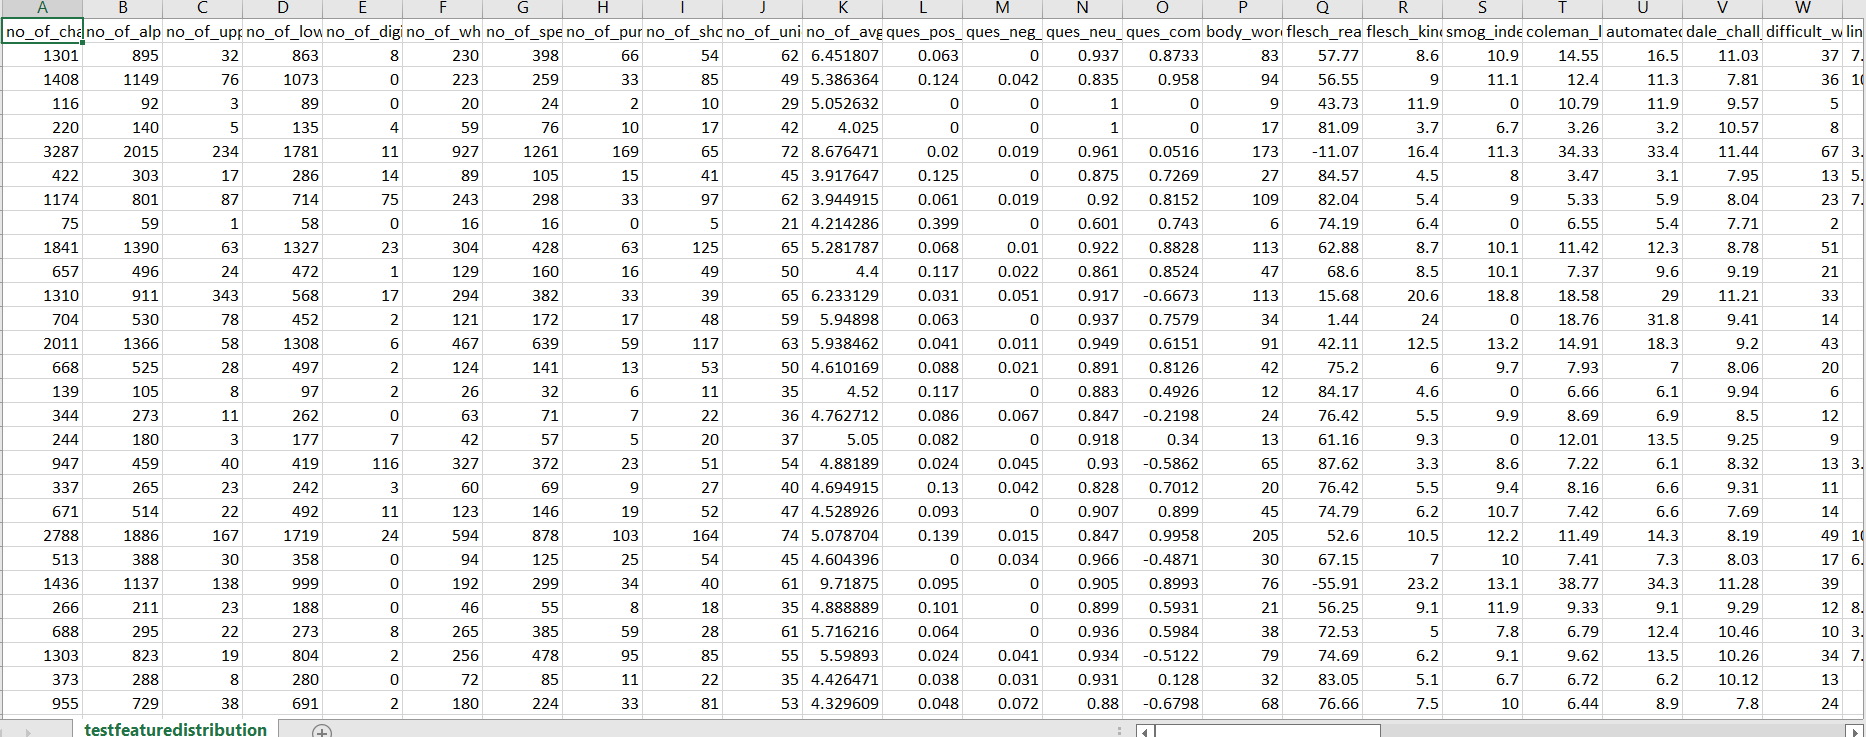 A B C D E F G H I J K L M N O P Q R S T U V W
no_of_cha no_of_alp no_of_upp no_of_low no_of_digi no_of_wh no_of_spe no_of_pur no_of_sho no_of_uni no_of_avg ques_pos_ ques_neg_ ques_neu_ ques_com body_wor flesch_rea flesch_kin smog_inde coleman_l automated dale_chall_ difficult_w lin
1301 895 32 863 8 230 398 66 54 62 6.451807 0.063 0 0.937 0.8733 83 57.77 8.6 10.9 14.55 16.5 11.03 37 7.
1408 1149 76 1073 0 223 259 33 85 49 5.386364 0.124 0.042 0.835 0.958 94 56.55 9 11.1 12.4 11.3 7.81 36 10
116 92 3 89 0 20 24 2 10 29 5.052632 0 0 1 0 9 43.73 11.9 0 10.79 11.9 9.57 5
220 140 5 135 4 59 76 10 17 42 4.025 0 0 1 0 17 81.09 3.7 6.7 3.26 3.2 10.57 8
3287 2015 234 1781 11 927 1261 169 65 72 8.676471 0.02 0.019 0.961 0.0516 173 -11.07 16.4 11.3 34.33 33.4 11.44 67 3.
422 303 17 286 14 89 105 15 41 45 3.917647 0.125 0 0.875 0.7269 27 84.57 4.5 8 3.47 3.1 7.95 13 5.
1174 801 87 714 75 243 298 33 97 62 3.944915 0.061 0.019 0.92 0.8152 109 82.04 5.4 9 5.33 5.9 8.04 23 7.
75 59 1 58 0 16 16 0 5 21 4.214286 0.399 0 0.601 0.743 6 74.19 6.4 0 6.55 5.4 7.71 2
1841 1390 63 1327 23 304 428 63 125 65 5.281787 0.068 0.01 0.922 0.8828 113 62.88 8.7 10.1 11.42 12.3 8.78 51
657 496 24 472 1 129 160 16 49 50 4.4 0.117 0.022 0.861 0.8524 47 68.6 8.5 10.1 7.37 9.6 9.19 21
1310 911 343 568 17 294 382 33 39 65 6.233129 0.031 0.051 0.917 -0.6673 113 15.68 20.6 18.8 18.58 29 11.21 33
704 530 78 452 2 121 172 17 48 59 5.94898 0.063 0 0.937 0.7579 34 1.44 24 0 18.76 31.8 9.41 14
2011 1366 58 1308 6 467 639 59 117 63 5.938462 0.041 0.011 0.949 0.6151 91 42.11 12.5 13.2 14.91 18.3 9.2 43
668 525 28 497 2 124 141 13 53 50 4.610169 0.088 0.021 0.891 0.8126 42 75.2 6 9.7 7.93 7 8.06 20
139 105 8 97 2 26 32 6 11 35 4.52 0.117 0 0.883 0.4926 12 84.17 4.6 0 6.66 6.1 9.94 6
344 273 11 262 0 63 71 7 22 36 4.762712 0.086 0.067 0.847 -0.2198 24 76.42 5.5 9.9 8.69 6.9 8.5 12
244 180 3 177 7 42 57 5 20 37 5.05 0.082 0 0.918 0.34 13 61.16 9.3 0 12.01 13.5 9.25 9
947 459 40 419 116 327 372 23 51 54 4.88189 0.024 0.045 0.93 -0.5862 65 87.62 3.3 8.6 7.22 6.1 8.32 13 3.
337 265 23 242 3 60 69 9 27 40 4.694915 0.13 0.042 0.828 0.7012 20 76.42 5.5 9.4 8.16 6.6 9.31 11
671 514 22 492 11 123 146 19 52 47 4.528926 0.093 0 0.907 0.899 45 74.79 6.2 10.7 7.42 6.6 7.69 14
2788 1886 167 1719 24 594 878 103 164 74 5.078704 0.139 0.015 0.847 0.9958 205 52.6 10.5 12.2 11.49 14.3 8.19 49 10
513 388 30 358 0 94 125 25 54 45 4.604396 0 0.034 0.966 -0.4871 30 67.15 7 10 7.41 7.3 8.03 17 6.
1436 1137 138 999 0 192 299 34 40 61 9.71875 0.095 0 0.905 0.8993 76 -55.91 23.2 13.1 38.77 34.3 11.28 39
266 211 23 188 0 46 55 8 18 35 4.888889 0.101 0 0.899 0.5931 21 56.25 9.1 11.9 9.33 9.1 9.29 12 8.
688 295 22 273 8 265 385 59 28 61 5.716216 0.064 0 0.936 0.5984 38 72.53 5 7.8 6.79 12.4 10.46 10 3.
1303 823 19 804 2 256 478 95 85 55 5.59893 0.024 0.041 0.934 -0.5122 79 74.69 6.2 9.1 9.62 13.5 10.26 34 7.
373 288 8 280 0 72 85 11 22 35 4.426471 0.038 0.031 0.931 0.128 32 83.05 5.1 6.7 6.72 6.2 10.12 13
955 729 38 691 2 180 224 33 81 53 4.329609 0.048 0.072 0.88 -0.6798 68 76.66 7.5 10 6.44 8.9 7.8 24
testfeaturedistribution